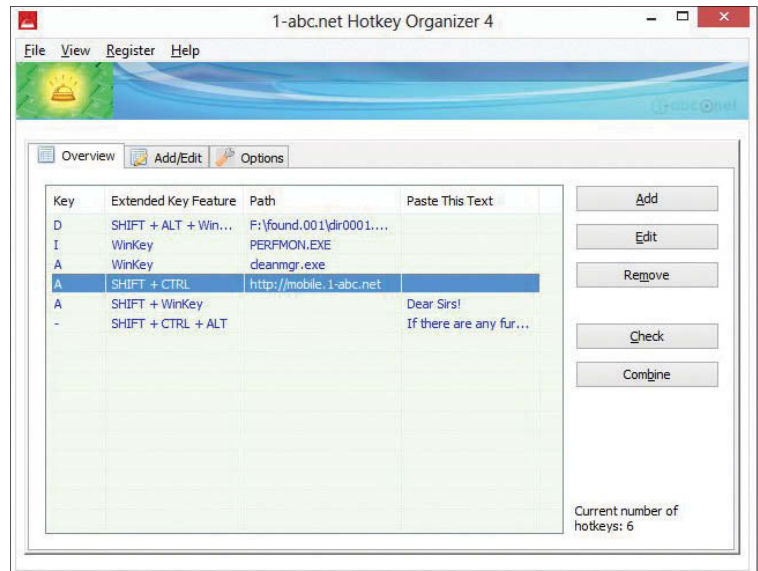 1-abc.net Hotkey Organizer 4
File View Register Help
Overview Add/Edit Options
Key Extended Key Feature Path Paste This Text
D SHIFT + ALT + Win... F:\found.001\dir0001....
I WinKey PERFMON.EXE
A WinKey cleanmgr.exe
A SHIFT + CTRL http://mobile.1-abc.net
A SHIFT + WinKey Dear Sirs!
- SHIFT + CTRL + ALT If there are any fur...
Add
Edit
Remove
Check
Combine
Current number of
hotkeys: 6